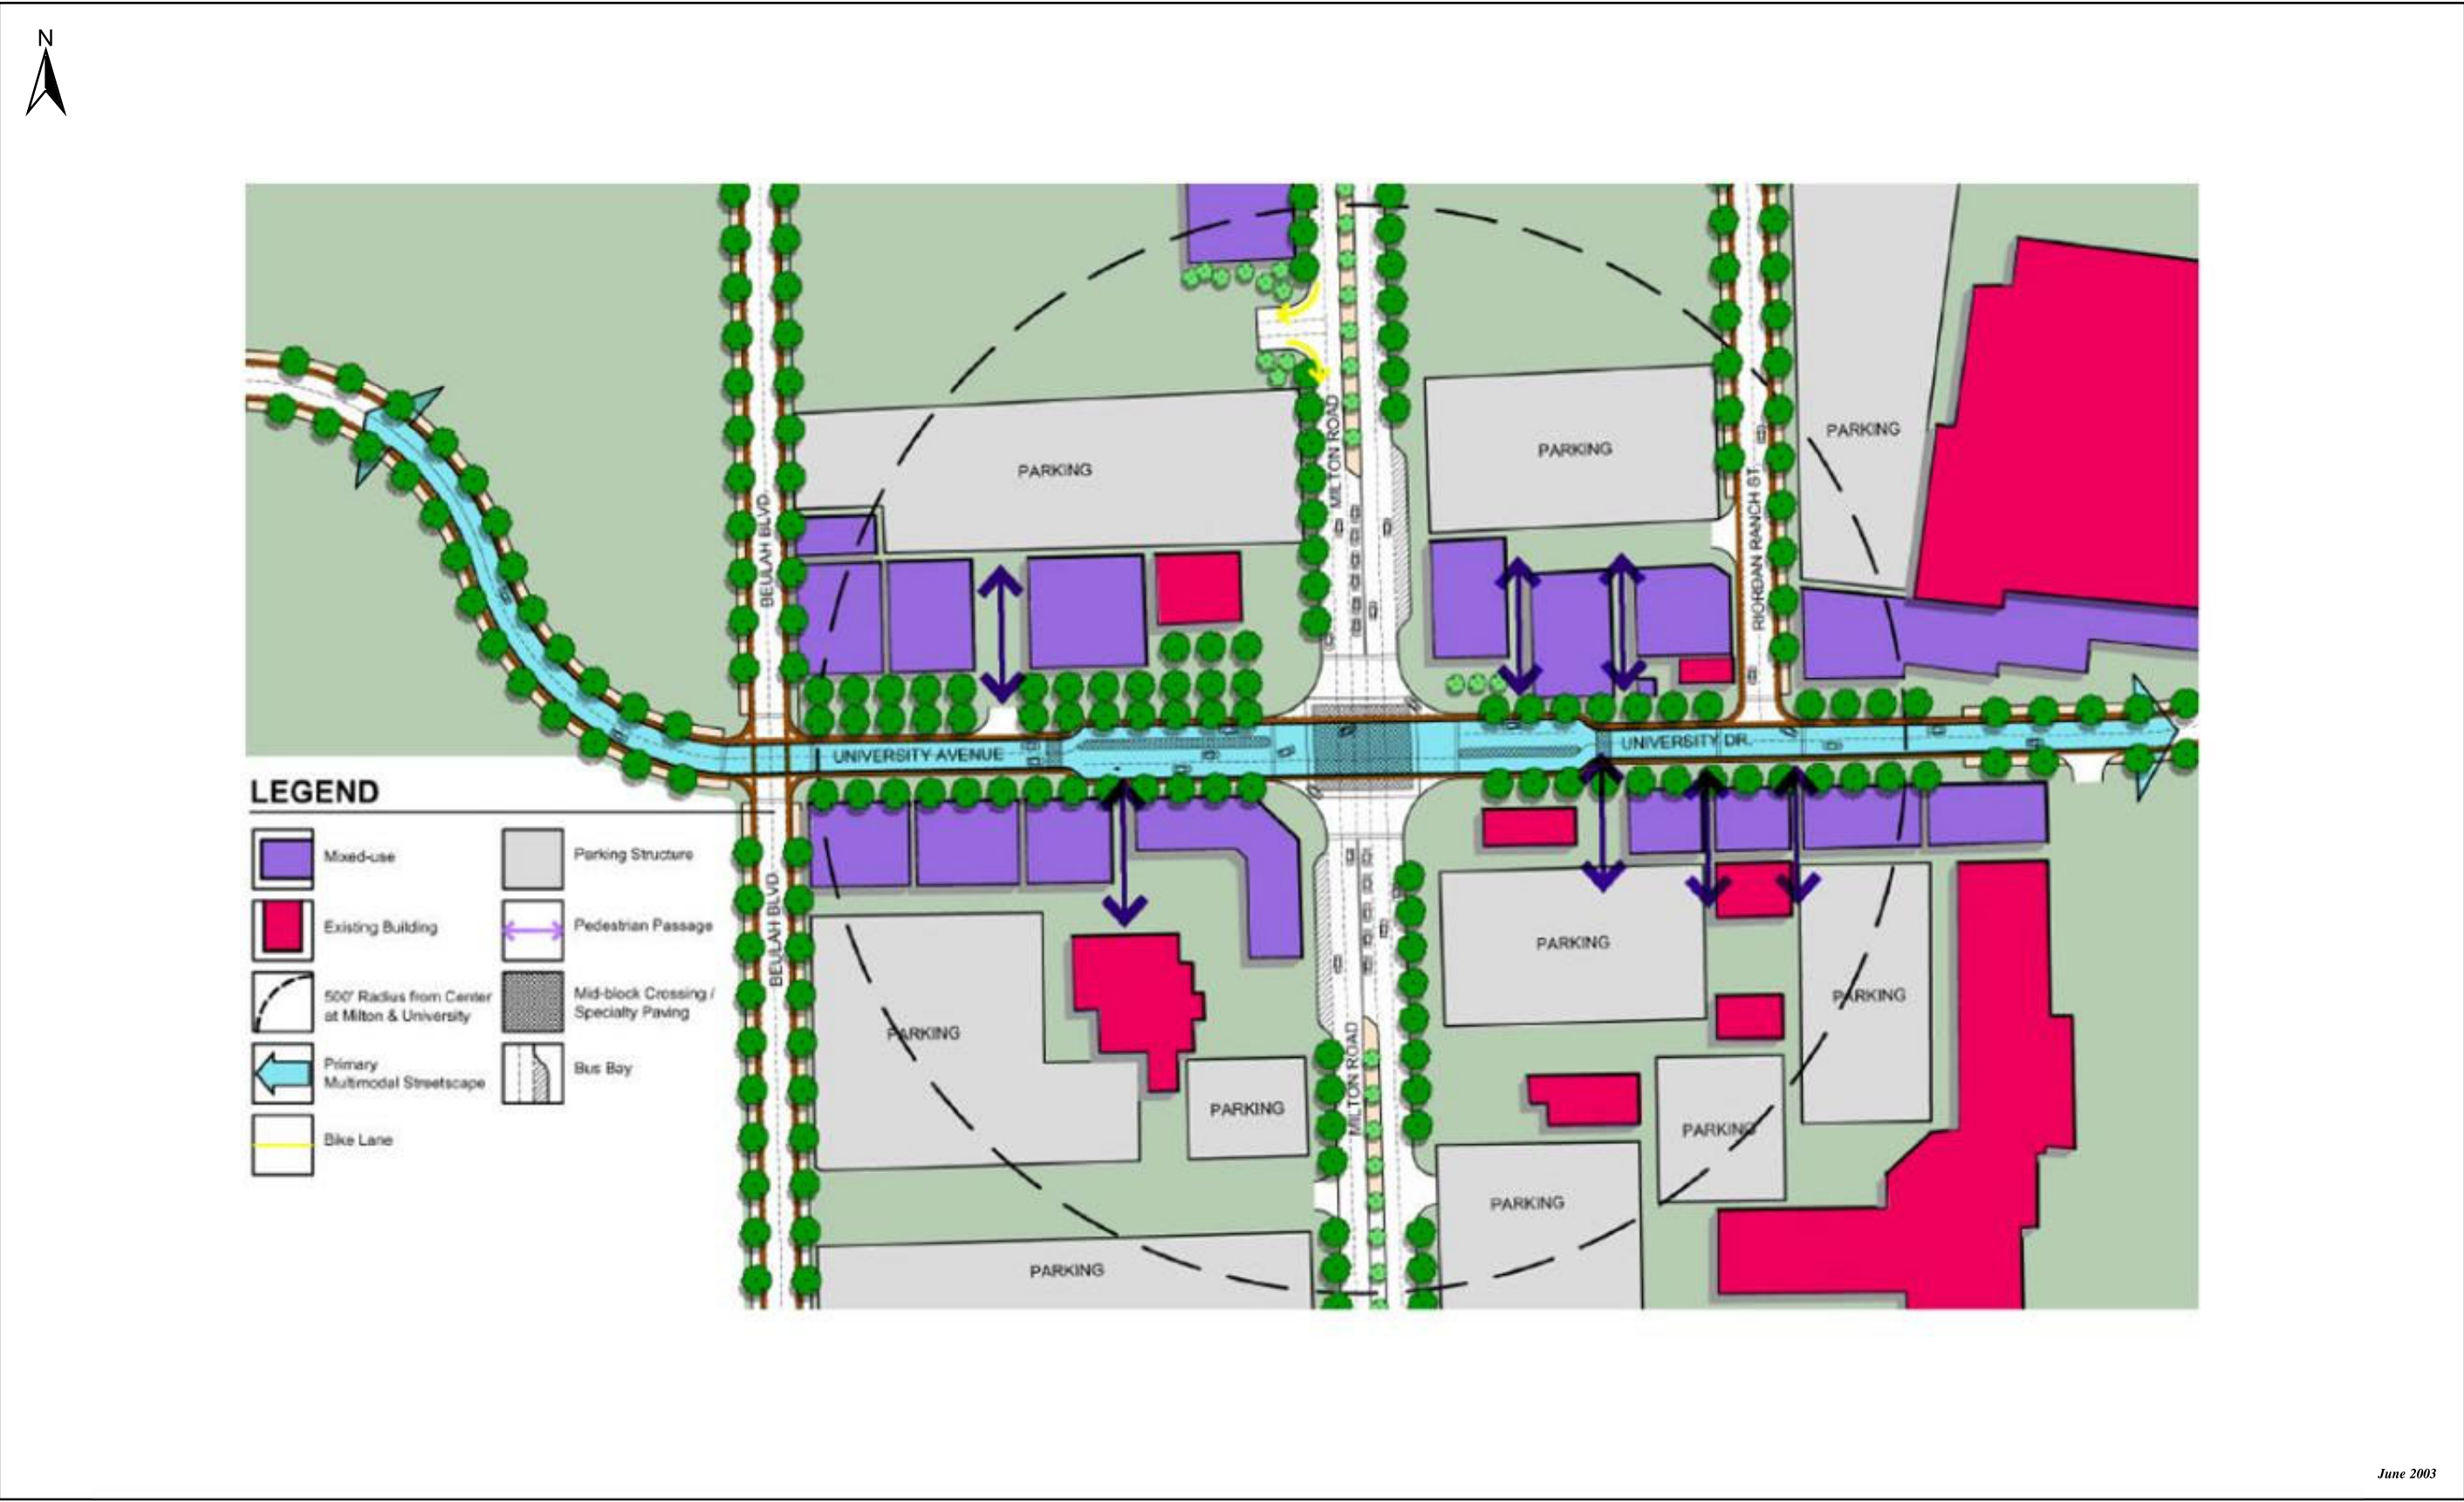 N
MILTON ROAD
PARKING
PARKING
PARKING
BEULAH BLVD.
RIORDAN RANCH ST.
UNIVERSITY AVENUE
UNIVERSITY DR.
LEGEND
Mixed-use
Parking Structure
Existing Building
Pedestrian Passage
500' Radius from Center
at Milton & University
Mid-block Crossing /
Specialty Paving
Primary
Multimodal Streetscape
Bus Bay
Bike Lane
BEULAH BLVD.
PARKING
PARKING
PARKING
PARKING
MILTON ROAD
PARKING
PARKING
PARKING
June 2003